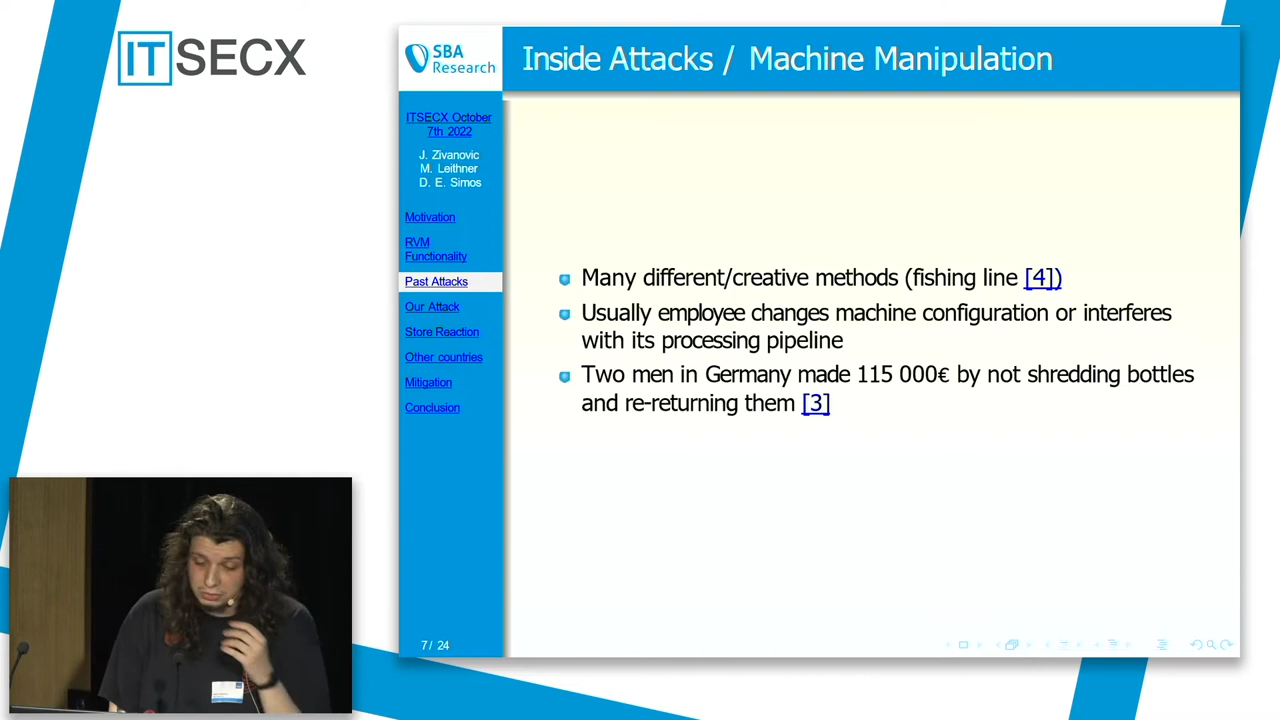 ITSECX
SBA
Research
Inside Attacks / Machine Manipulation
ITSECX October
7th 2022
J. Zivanovic
M. Leithner
D. E. Simos
Motivation
RVM
Functionality
Past Attacks
Our Attack
Store Reaction
Other countries
Mitigation
Conclusion
Many different/creative methods (fishing line [4])
Usually employee changes machine configuration or interferes
with its processing pipeline
Two men in Germany made 115 000€ by not shredding bottles
and re-returning them [3]
7 / 24